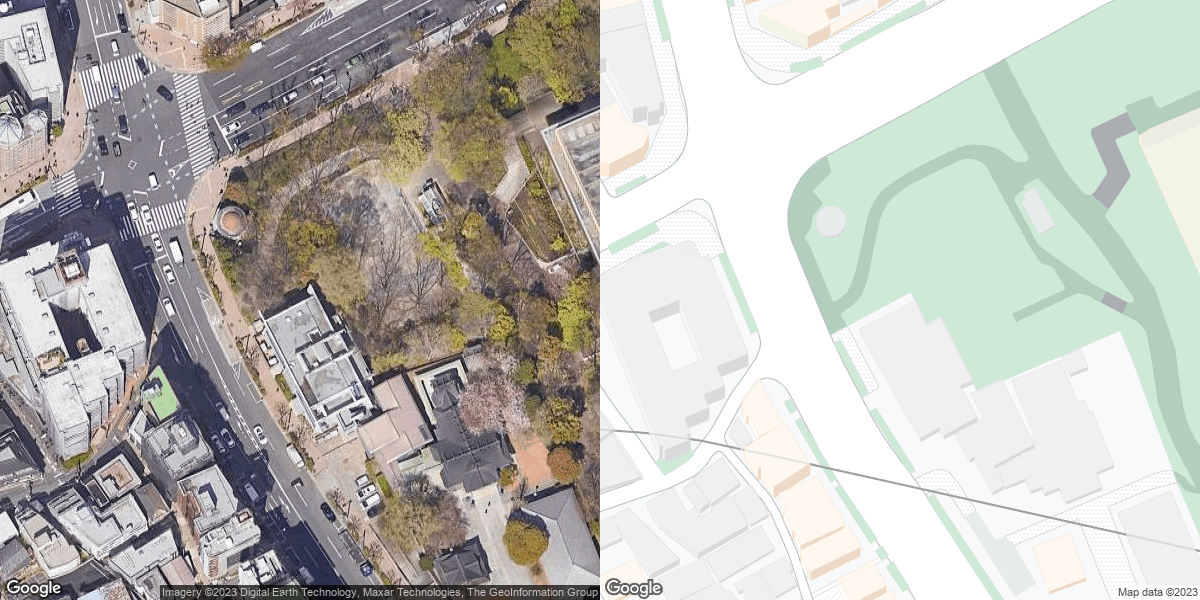 Google
Imagery ©2023 Digital Earth Technology, Maxar Technologies, The GeoInformation Group
Google
Map data ©2023